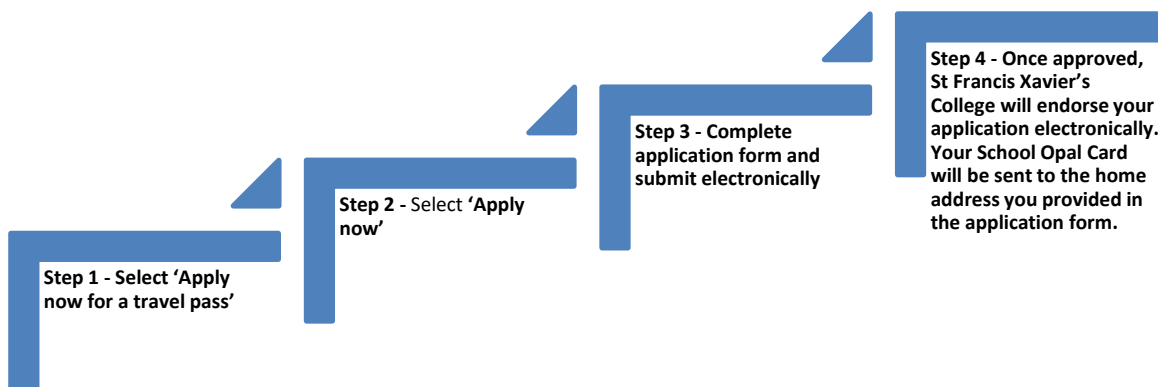 Step 1 - Select ‘Apply
now for a travel pass’
Step 2 - Select ‘Apply
now’
Step 3 - Complete
application form and
submit electronically
Step 4 - Once approved,
St Francis Xavier’s
College will endorse your
application electronically.
Your School Opal Card
will be sent to the home
address you provided in
the application form.